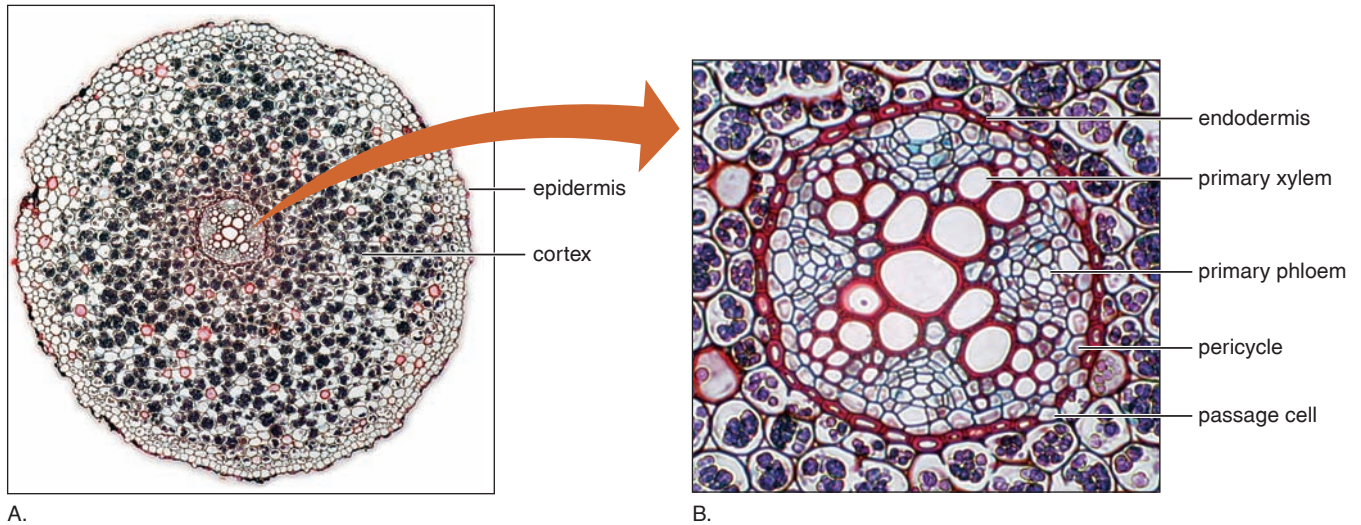 epidermis
cortex
A.
endodermis
primary xylem
primary phloem
pericycle
passage cell
B.